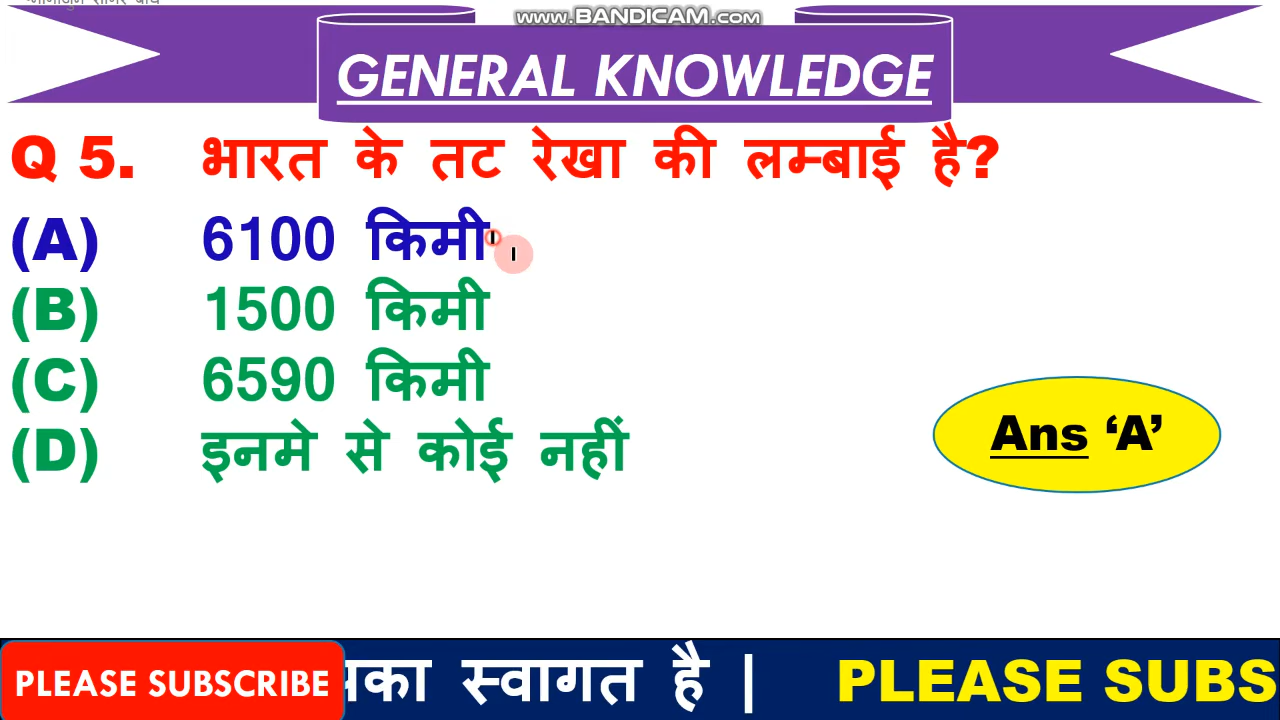 www.BANDICAM.com
GENERAL KNOWLEDGE
Q 5. भारत के तट रेखा की लम्बाई है?
(A) 6100 किमी
(B) 1500 किमी
(C) 6590 किमी
(D) इनमे से कोई नहीं
Ans ‘A’
PLEASE SUBSCRIBE
स्वागत है | PLEASE SUBS